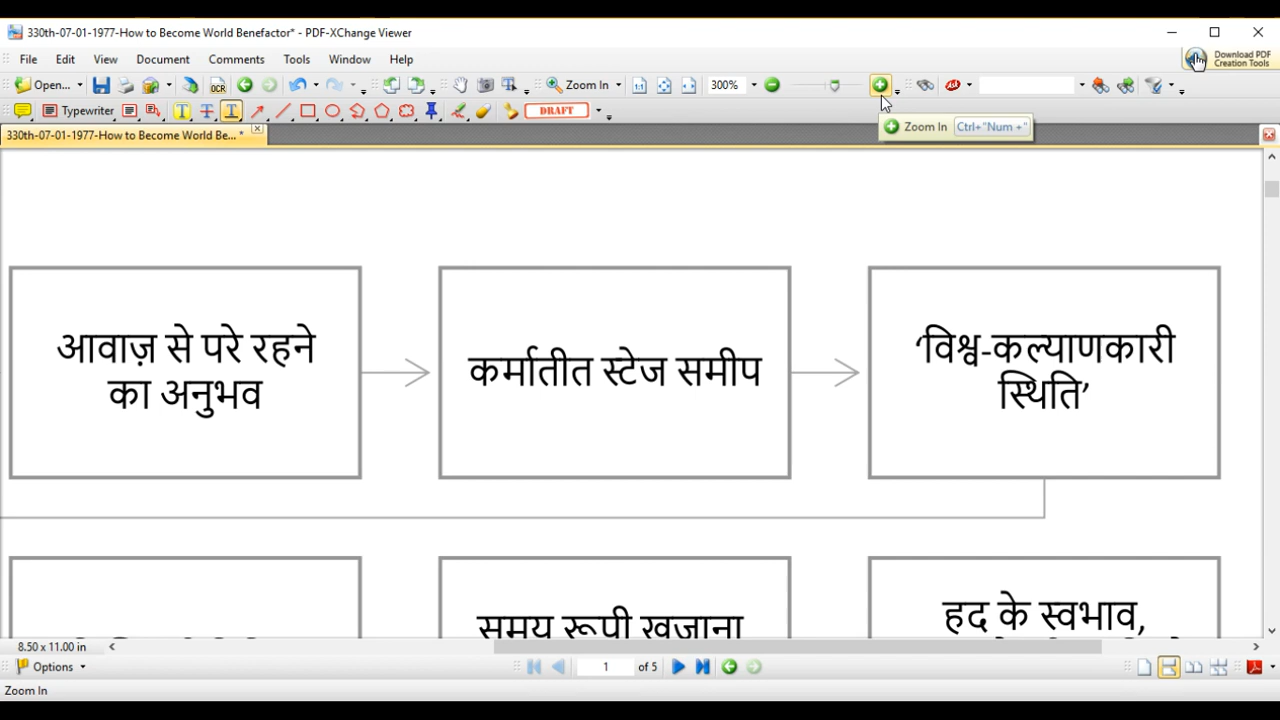 330th-07-01-1977-How to Become World Benefactor* - PDF-XChange Viewer
File Edit View Document Comments Tools Window Help
Download PDF
Creation Tools
Open... OCR Zoom In 1:1 300%
Typewriter T T T DRAFT
Zoom In Ctrl+"Num +"
330th-07-01-1977-How to Become World Be... *
आवाज़ से परे रहने
का अनुभव
कर्मातीत स्टेज समीप
‘विश्व-कल्याणकारी
स्थिति’
समय रूपी खजाना
हद के स्वभाव,
8.50 x 11.00 in
Options 1 of 5
Zoom In